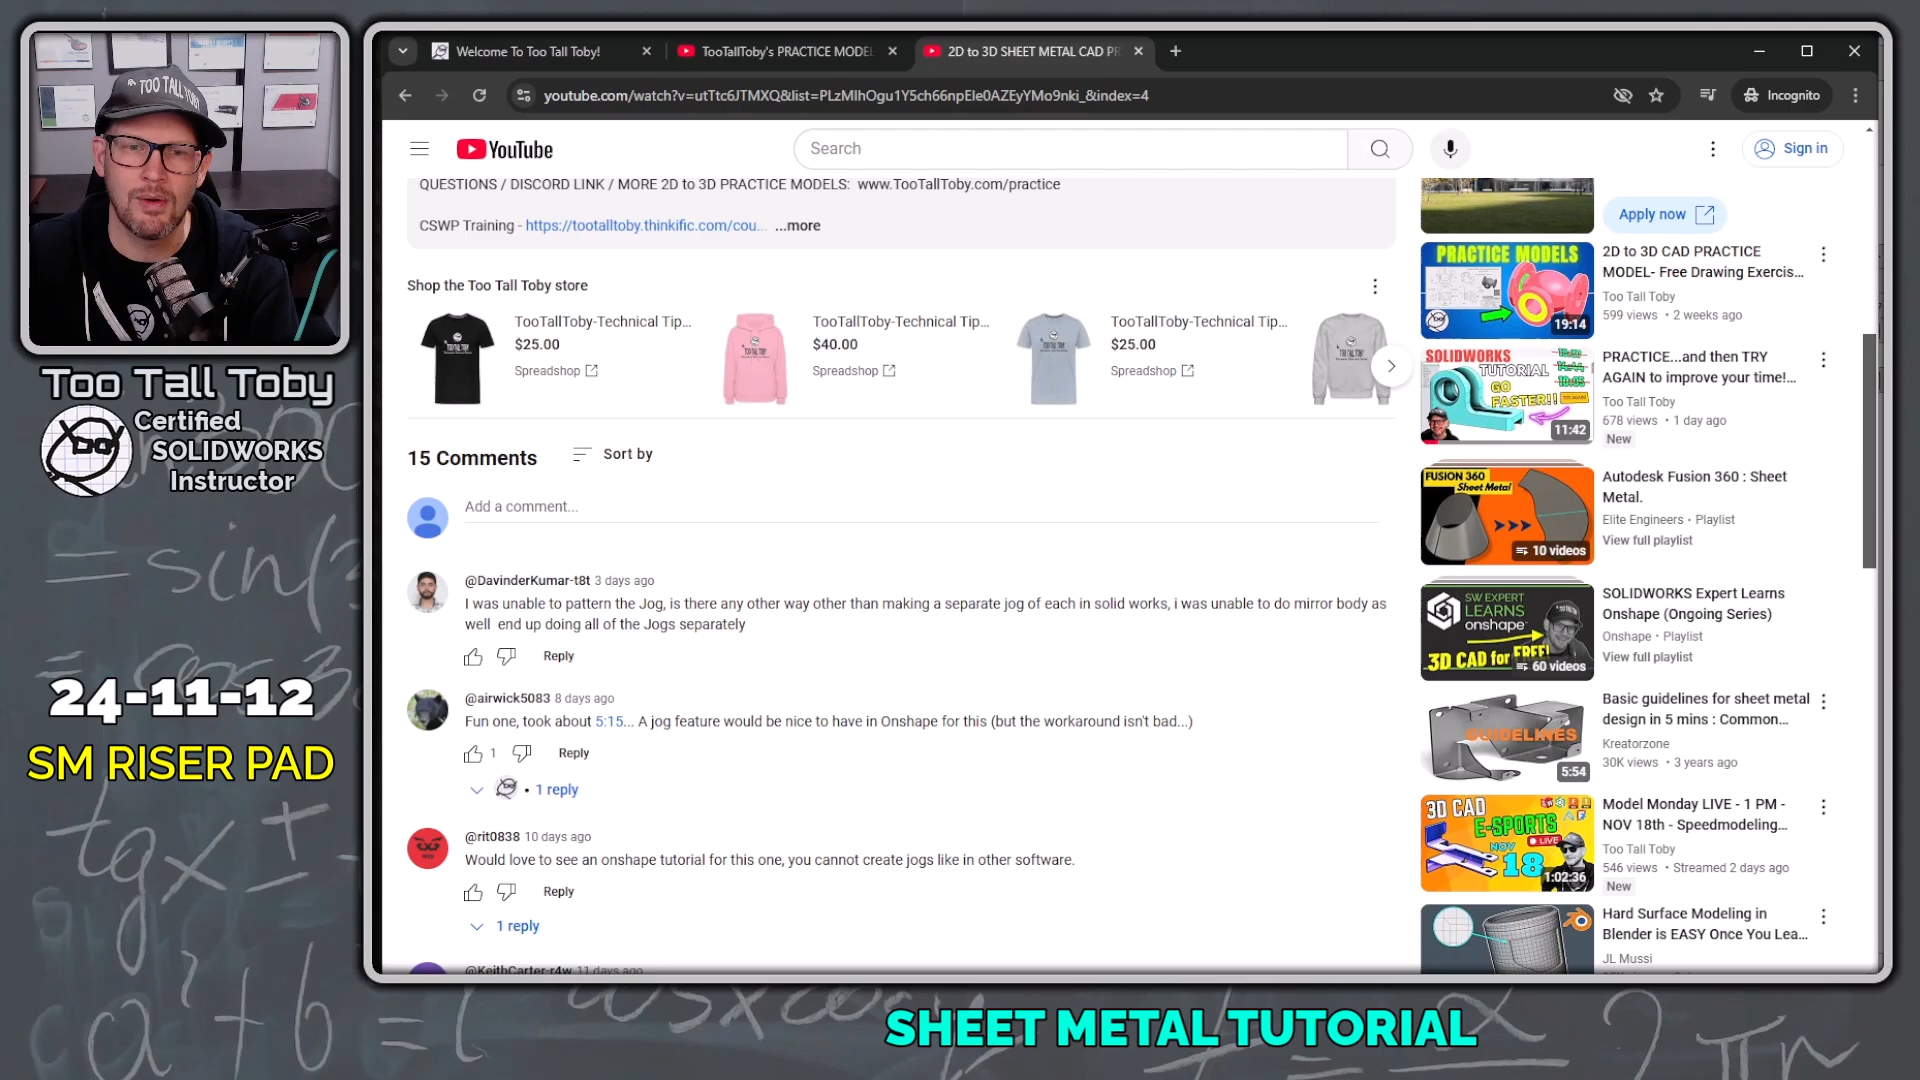 Welcome To Too Tall Toby!
TooTallToby's PRACTICE MODEL
2D to 3D SHEET METAL CAD PR
youtube.com/watch?v=utTtc6JTMXQ&list=PLzMIhOgu1Y5ch66npEIe0AZEyYMo9nki_&index=4
Incognito
YouTube
Search
Sign in
QUESTIONS / DISCORD LINK / MORE 2D to 3D PRACTICE MODELS: www.TooTallToby.com/practice
CSWP Training - https://tootalltoby.thinkific.com/cou... ...more
Shop the Too Tall Toby store
TooTallToby-Technical Tip...
$25.00
Spreadshop
TooTallToby-Technical Tip...
$40.00
Spreadshop
TooTallToby-Technical Tip...
$25.00
Spreadshop
15 Comments
Sort by
Add a comment...
@DavinderKumar-t8t 3 days ago
I was unable to pattern the Jog, is there any other way other than making a separate jog of each in solid works, i was unable to do mirror body as
well end up doing all of the Jogs separately
Reply
@airwick5083 8 days ago
Fun one, took about 5:15... A jog feature would be nice to have in Onshape for this (but the workaround isn't bad...)
1
Reply
• 1 reply
@rit0838 10 days ago
Would love to see an onshape tutorial for this one, you cannot create jogs like in other software.
Reply
1 reply
@KeithCarter-r4w 11 days ago
Apply now
PRACTICE MODELS
19:14
2D to 3D CAD PRACTICE
MODEL- Free Drawing Exercis...
Too Tall Toby
599 views • 2 weeks ago
SOLIDWORKS
TUTORIAL
GO
FASTER!!
11:42
PRACTICE...and then TRY
AGAIN to improve your time!...
Too Tall Toby
678 views • 1 day ago
New
FUSION 360
Sheet Metal
10 videos
Autodesk Fusion 360 : Sheet
Metal.
Elite Engineers • Playlist
View full playlist
SW EXPERT
LEARNS
onshape
3D CAD for FREE!
60 videos
SOLIDWORKS Expert Learns
Onshape (Ongoing Series)
Onshape • Playlist
View full playlist
GUIDELINES
5:54
Basic guidelines for sheet metal
design in 5 mins : Common...
Kreatorzone
30K views • 3 years ago
3D CAD
E-SPORTS
LIVE
NOV
18
1:02:36
Model Monday LIVE - 1 PM -
NOV 18th - Speedmodeling...
Too Tall Toby
546 views • Streamed 2 days ago
New
Hard Surface Modeling in
Blender is EASY Once You Lea...
JL Mussi
TOO TALL TOBY
Too Tall Toby
Certified
SOLIDWORKS
Instructor
24-11-12
SM RISER PAD
SHEET METAL TUTORIAL